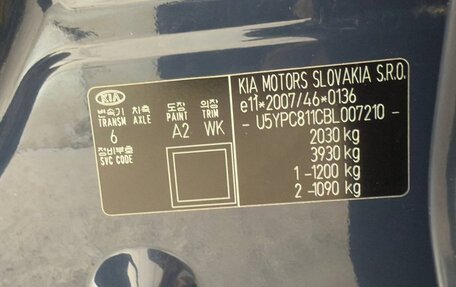 KIA
변속기 차축 도장 의장
TRANSM AXLE PAINT TRIM
6 A2 WK
정비부호
SVC CODE
KIA MOTORS SLOVAKIA S.R.O.
e11*2007/46*0136
- U5YPC811CBL007210 -
2030 kg
3930 kg
1 -1200 kg
2 -1090 kg